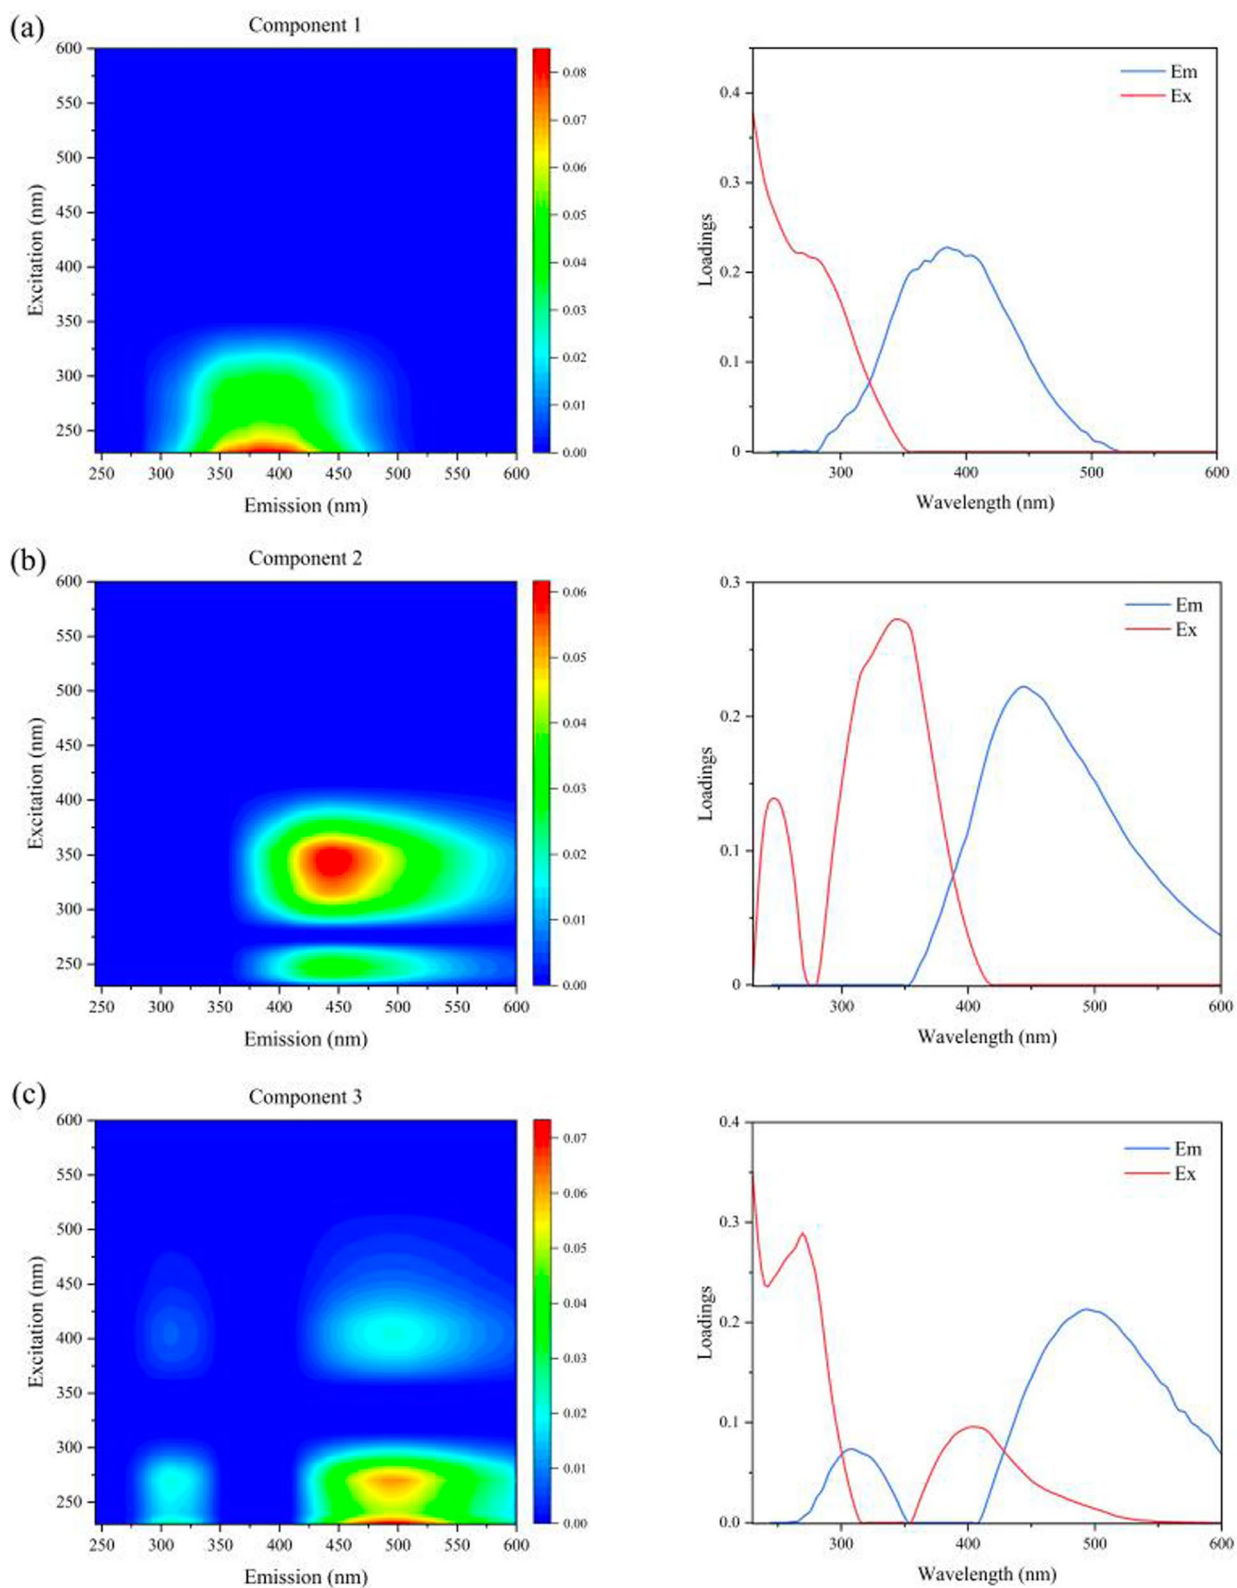 (a)
Component 1
600
550
500
450
400
350
300
250
Excitation (nm)
250 300 350 400 450 500 550 600
Emission (nm)
0.08
0.07
0.06
0.05
0.04
0.03
0.02
0.01
0.00
Em
Ex
0.4
0.3
0.2
0.1
0
Loadings
300 400 500 600
Wavelength (nm)
(b)
Component 2
600
550
500
450
400
350
300
250
Excitation (nm)
250 300 350 400 450 500 550 600
Emission (nm)
0.06
0.05
0.04
0.03
0.02
0.01
0.00
Em
Ex
0.3
0.2
0.1
0
Loadings
300 400 500 600
Wavelength (nm)
(c)
Component 3
600
550
500
450
400
350
300
250
Excitation (nm)
250 300 350 400 450 500 550 600
Emission (nm)
0.07
0.06
0.05
0.04
0.03
0.02
0.01
0.00
Em
Ex
0.4
0.3
0.2
0.1
0.0
Loadings
300 400 500 600
Wavelength (nm)